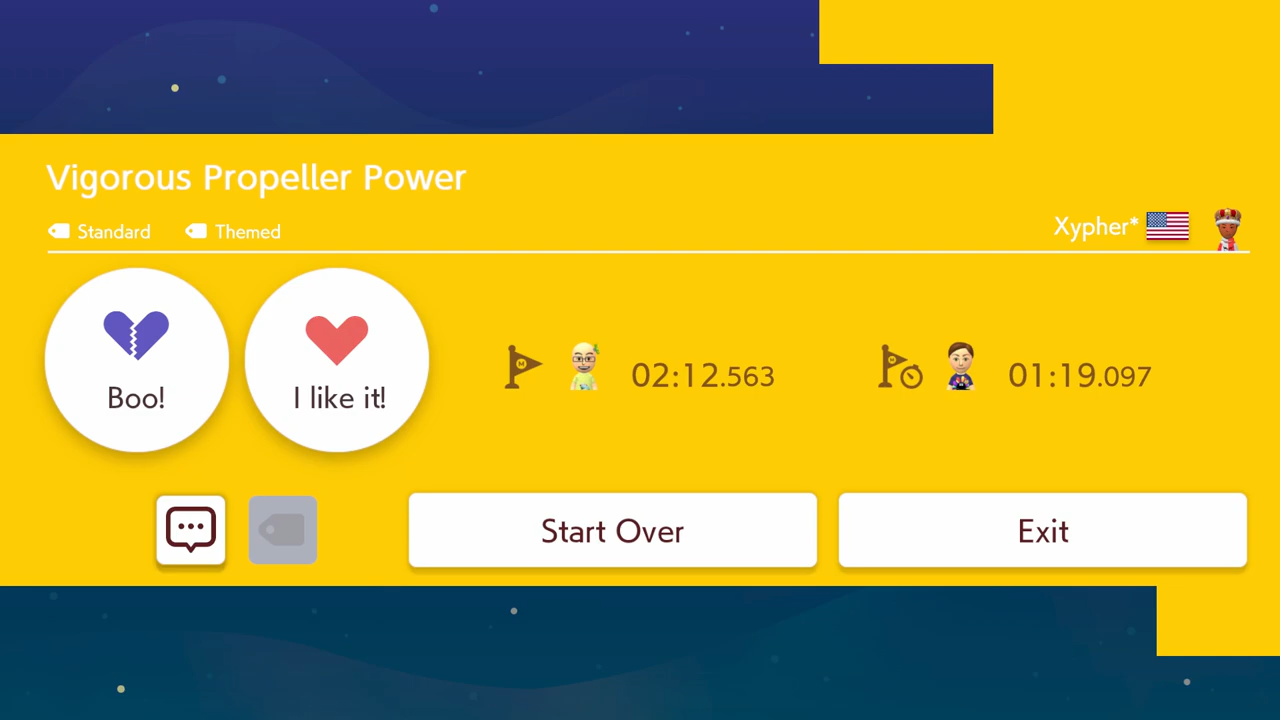 Vigorous Propeller Power
Standard Themed
Xypher*
Boo!
I like it!
M 02:12.563
M 01:19.097
Start Over
Exit